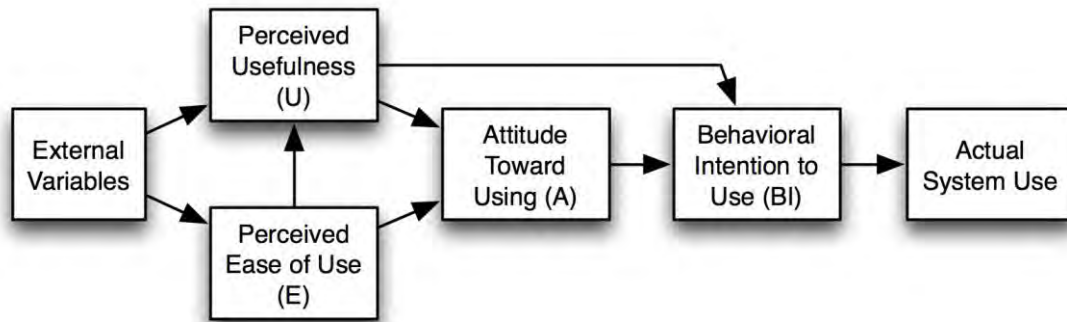 External
Variables
Perceived
Usefulness
(U)
Perceived
Ease of Use
(E)
Attitude
Toward
Using (A)
Behavioral
Intention to
Use (BI)
Actual
System Use